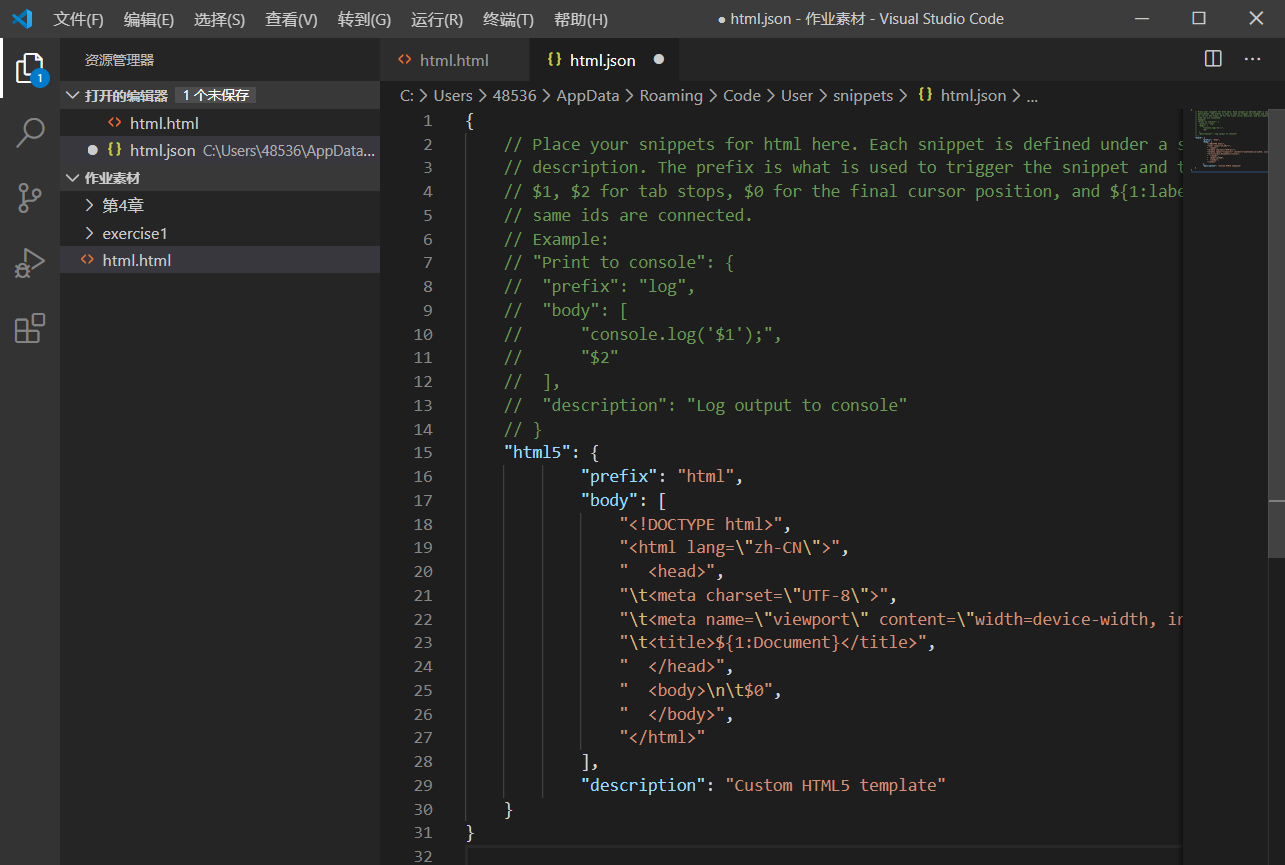 文件(F) 编辑(E) 选择(S) 查看(V) 转到(G) 运行(R) 终端(T) 帮助(H) ● html.json - 作业素材 - Visual Studio Code
资源管理器
1
打开的编辑器 1 个未保存
html.html
html.json C:\Users\48536\AppData...
作业素材
第4章
exercise1
html.html
html.html
{} html.json ●
C: > Users > 48536 > AppData > Roaming > Code > User > snippets > {} html.json > ...
1 {
2 // Place your snippets for html here. Each snippet is defined under a s
3 // description. The prefix is what is used to trigger the snippet and t
4 // $1, $2 for tab stops, $0 for the final cursor position, and ${1:labe
5 // same ids are connected.
6 // Example:
7 // "Print to console": {
8 // "prefix": "log",
9 // "body": [
10 // "console.log('$1');",
11 // "$2"
12 // ],
13 // "description": "Log output to console"
14 // }
15 "html5": {
16 "prefix": "html",
17 "body": [
18 "<!DOCTYPE html>",
19 "<html lang=\"zh-CN\">",
20 "  <head>",
21 "\t<meta charset=\"UTF-8\">",
22 "\t<meta name=\"viewport\" content=\"width=device-width, in
23 "\t<title>${1:Document}</title>",
24 "  </head>",
25 "  <body>\n\t$0",
26 "  </body>",
27 "</html>"
28 ],
29 "description": "Custom HTML5 template"
30 }
31 }
32